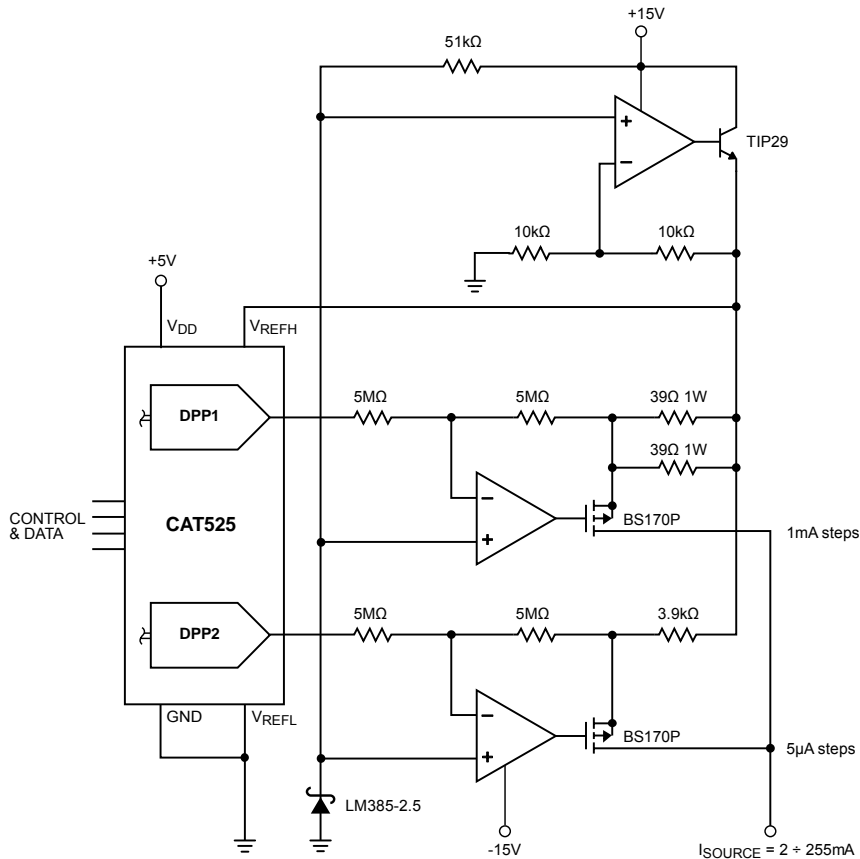 +15V
51kΩ
+
−
TIP29
10kΩ
10kΩ
+5V
VDD
VREFH
DPP1
5MΩ
5MΩ
39Ω 1W
39Ω 1W
−
+
BS170P
1mA steps
CONTROL
& DATA
CAT525
DPP2
5MΩ
5MΩ
3.9kΩ
GND
VREFL
−
+
BS170P
5µA steps
LM385-2.5
-15V
ISOURCE = 2 ÷ 255mA